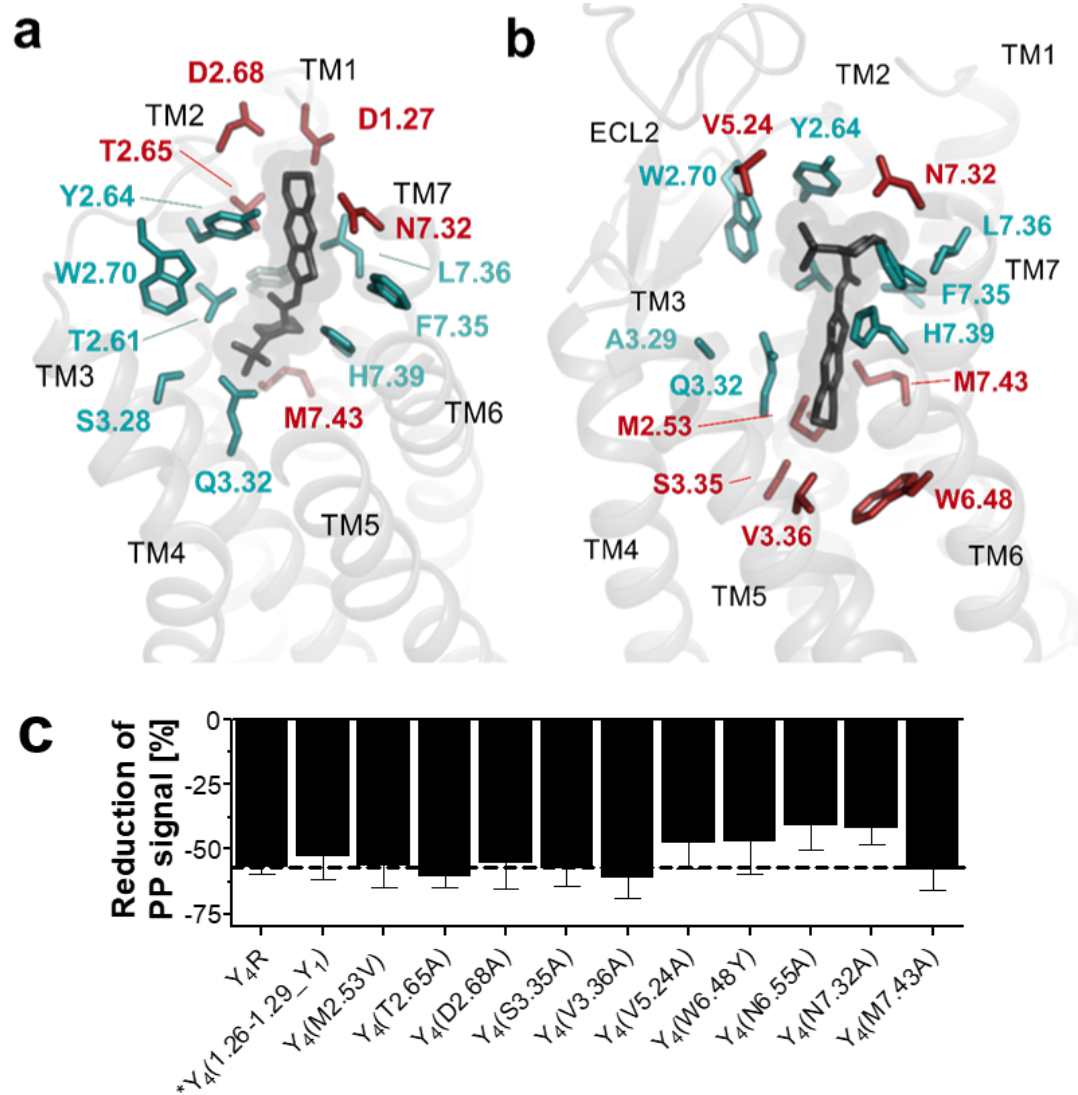 a
D2.68
TM1
TM2
D1.27
T2.65
Y2.64
TM7
N7.32
W2.70
L7.36
T2.61
F7.35
TM3
H7.39
S3.28
M7.43
TM6
Q3.32
TM5
TM4
b
TM1
TM2
V5.24
Y2.64
ECL2
W2.70
N7.32
L7.36
TM7
F7.35
TM3
A3.29
H7.39
Q3.32
M7.43
M2.53
S3.35
W6.48
V3.36
TM4
TM6
TM5
c
Reduction of
PP signal [%]
0
-25
-50
-75
Y4R
*Y4(1.26-1.29_Y1)
Y4(M2.53V)
Y4(T2.65A)
Y4(D2.68A)
Y4(S3.35A)
Y4(V3.36A)
Y4(V5.24A)
Y4(W6.48Y)
Y4(N6.55A)
Y4(N7.32A)
Y4(M7.43A)